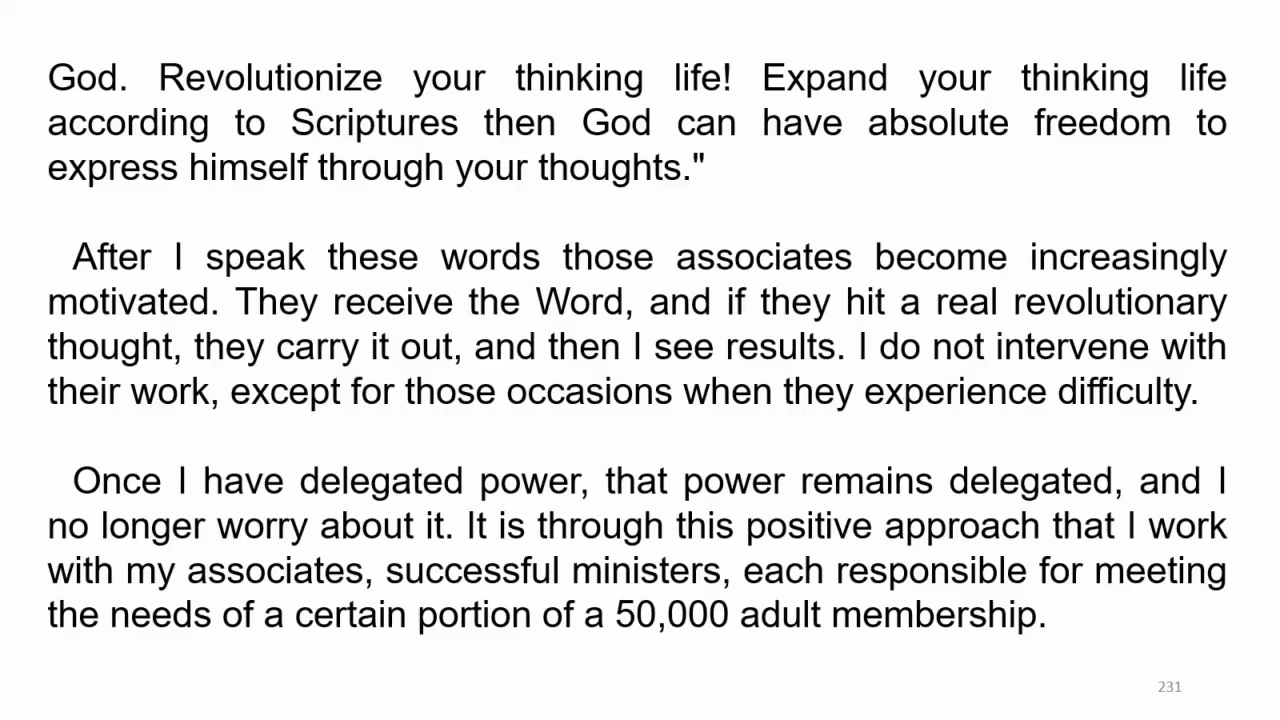 God. Revolutionize your thinking life! Expand your thinking life
according to Scriptures then God can have absolute freedom to
express himself through your thoughts."
After I speak these words those associates become increasingly
motivated. They receive the Word, and if they hit a real revolutionary
thought, they carry it out, and then I see results. I do not intervene with
their work, except for those occasions when they experience difficulty.
Once I have delegated power, that power remains delegated, and I
no longer worry about it. It is through this positive approach that I work
with my associates, successful ministers, each responsible for meeting
the needs of a certain portion of a 50,000 adult membership.
231